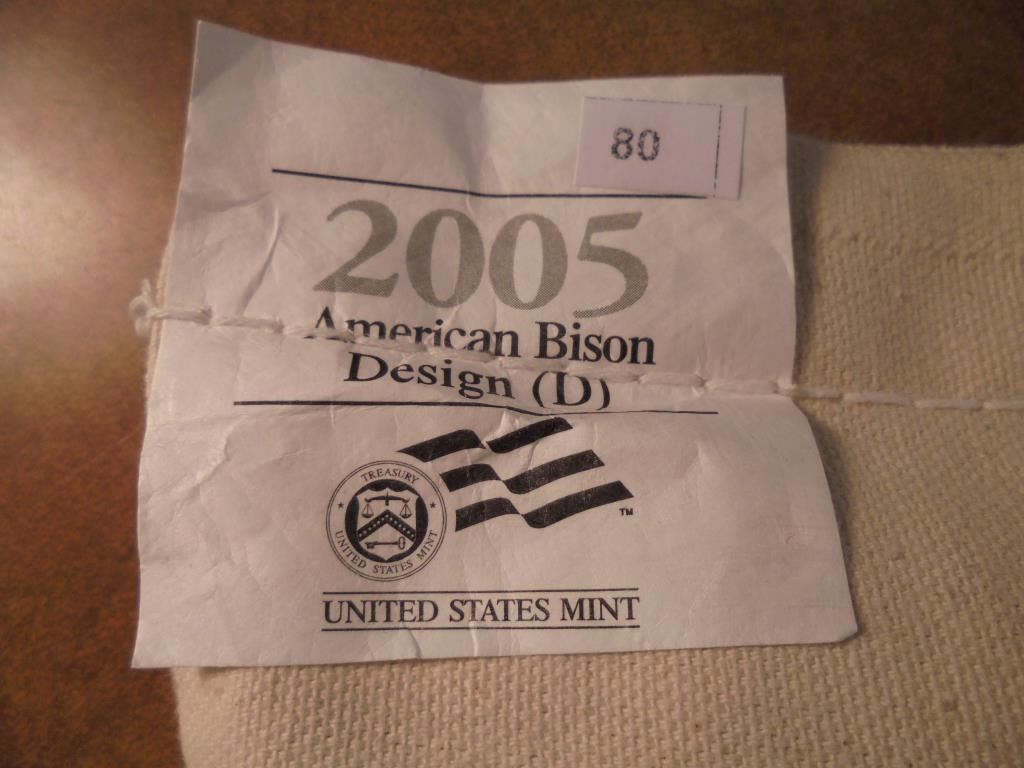 80
2005
American Bison
Design (D)
TREASURY
UNITED STATES MINT
TM
UNITED STATES MINT